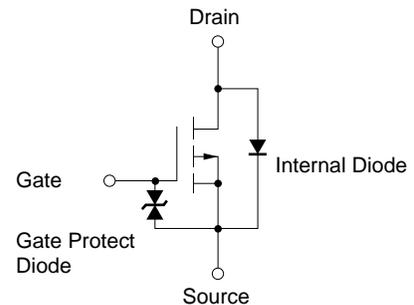 Drain
Internal Diode
Gate
Gate Protect
Diode
Source